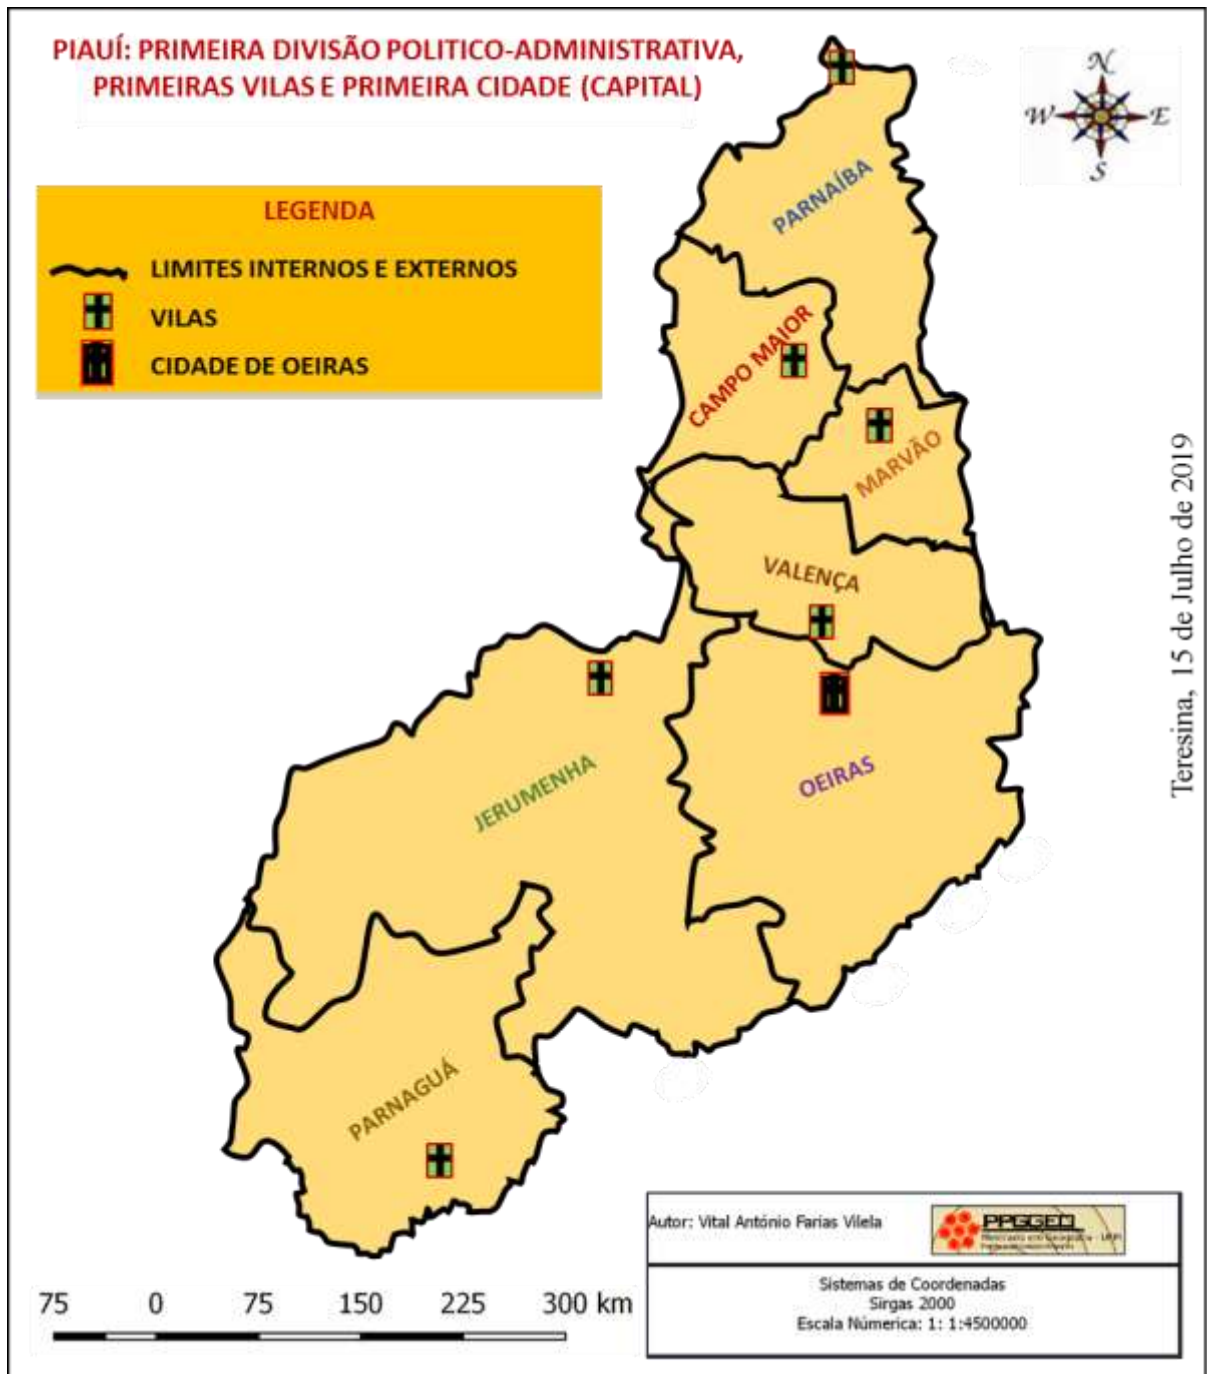 PIAUÍ: PRIMEIRA DIVISÃO POLITICO-ADMINISTRATIVA,
PRIMEIRAS VILAS E PRIMEIRA CIDADE (CAPITAL)
N
W E
S
LEGENDA
LIMITES INTERNOS E EXTERNOS
VILAS
CIDADE DE OEIRAS
PARNAÍBA
CAMPO MAIOR
MARVÃO
VALENÇA
JERUMENHA
OEIRAS
PARNAGUÁ
Teresina, 15 de Julho de 2019
Autor: Vital António Farias Vilela
PPGGEO
Sistemas de Coordenadas
Sirgas 2000
Escala Númerica: 1: 1:4500000
75 0 75 150 225 300 km